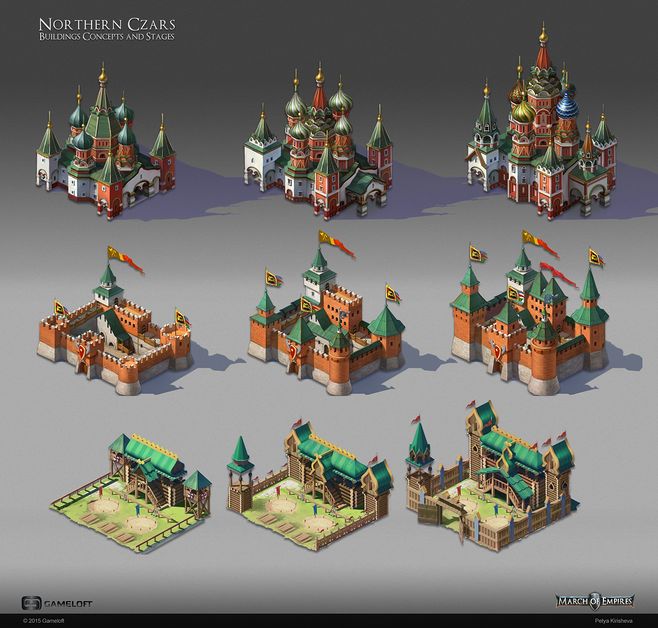 Northern Czars
Buildings Concepts and Stages
GAMELOFT
March of Empires
© 2015 Gameloft
Petya Kirisheva